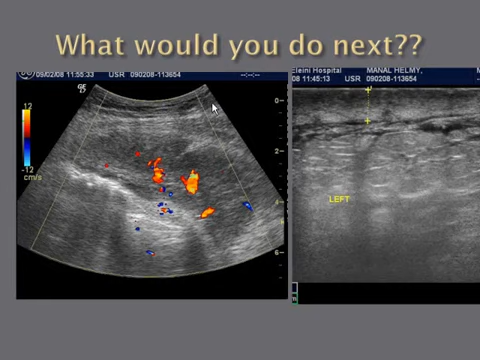 What would you do next??
09/02/08 11:55:33 USR 090208-113654 --:--:--
12
-12
cm/s
0
2
4
6
Eleini Hospital MANAL HELMY,
/08 11:45:13 USR 090208-113654
LEFT